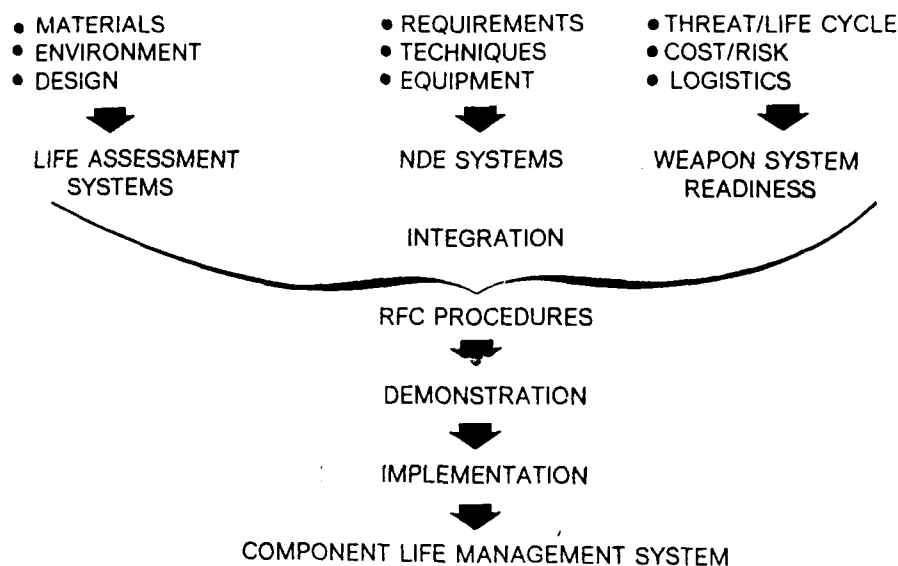 • MATERIALS
• ENVIRONMENT
• DESIGN
LIFE ASSESSMENT
SYSTEMS
• REQUIREMENTS
• TECHNIQUES
• EQUIPMENT
NDE SYSTEMS
• THREAT/LIFE CYCLE
• COST/RISK
• LOGISTICS
WEAPON SYSTEM
READINESS
INTEGRATION
RFC PROCEDURES
DEMONSTRATION
IMPLEMENTATION
COMPONENT LIFE MANAGEMENT SYSTEM